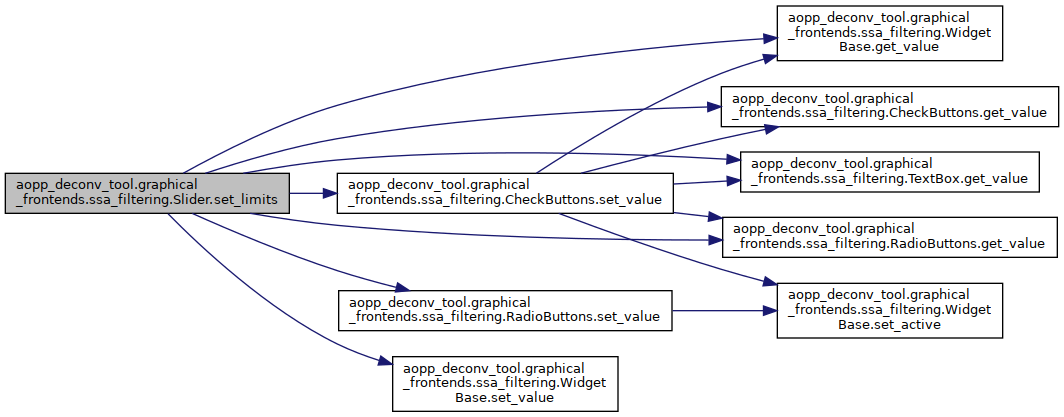 aopp_deconv_tool.graphical
_frontends.ssa_filtering.Widget
Base.get_value
aopp_deconv_tool.graphical
_frontends.ssa_filtering.CheckButtons.get_value
aopp_deconv_tool.graphical
_frontends.ssa_filtering.TextBox.get_value
aopp_deconv_tool.graphical
_frontends.ssa_filtering.Slider.set_limits
aopp_deconv_tool.graphical
_frontends.ssa_filtering.CheckButtons.set_value
aopp_deconv_tool.graphical
_frontends.ssa_filtering.RadioButtons.get_value
aopp_deconv_tool.graphical
_frontends.ssa_filtering.RadioButtons.set_value
aopp_deconv_tool.graphical
_frontends.ssa_filtering.Widget
Base.set_active
aopp_deconv_tool.graphical
_frontends.ssa_filtering.Widget
Base.set_value